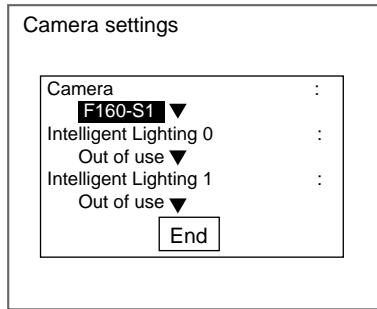 Camera settings
Camera :
F160-S1 ▼
Intelligent Lighting 0 :
Out of use ▼
Intelligent Lighting 1 :
Out of use ▼
End